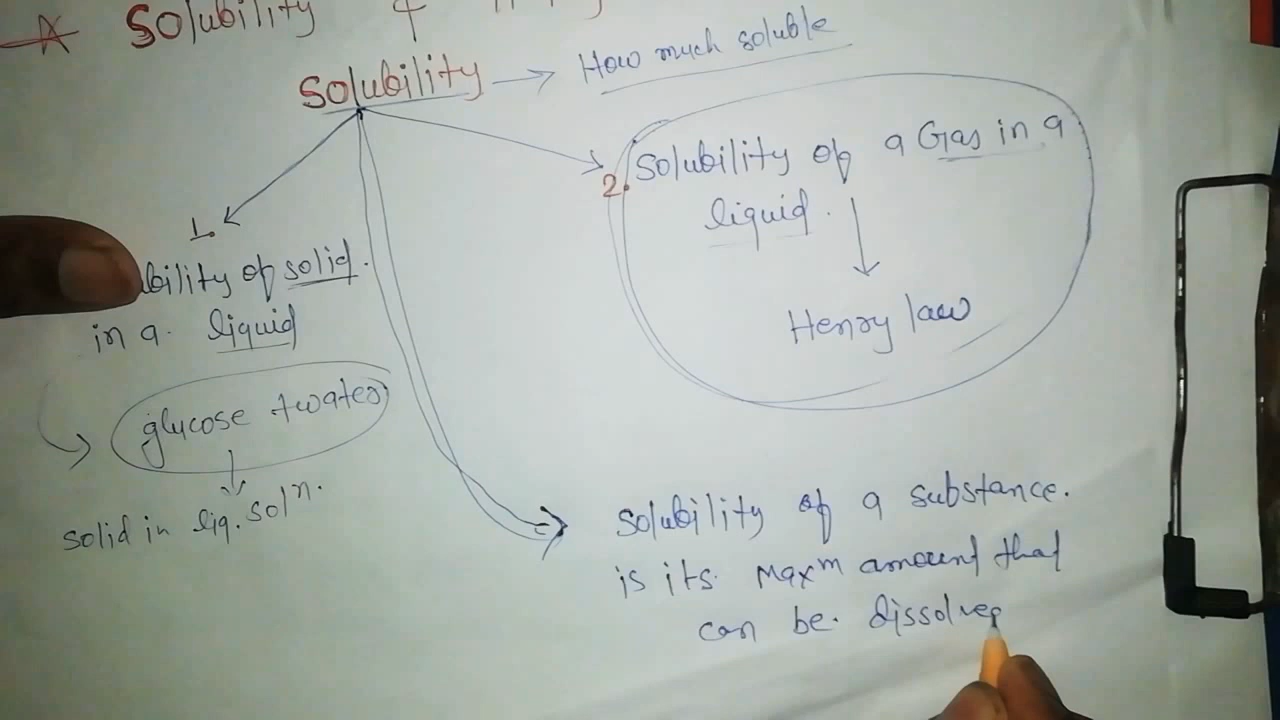 Solubility
Solubility → How much soluble
1.
bility of solid.
in a. liquid
glucose + water
solid in liq. solⁿ.
2. Solubility of a Gas in a
liquid.
Henry law
solubility of a substance.
is its. Maxᵐ amount that
can be. dissolve